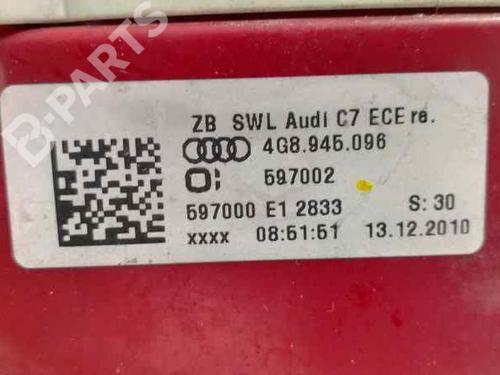 ZB SWL Audi C7 ECE re.
4G8.945.096
597002
597000 E1 2833 S: 30
xxxx 08:51:51 13.12.2010
B-PARTS